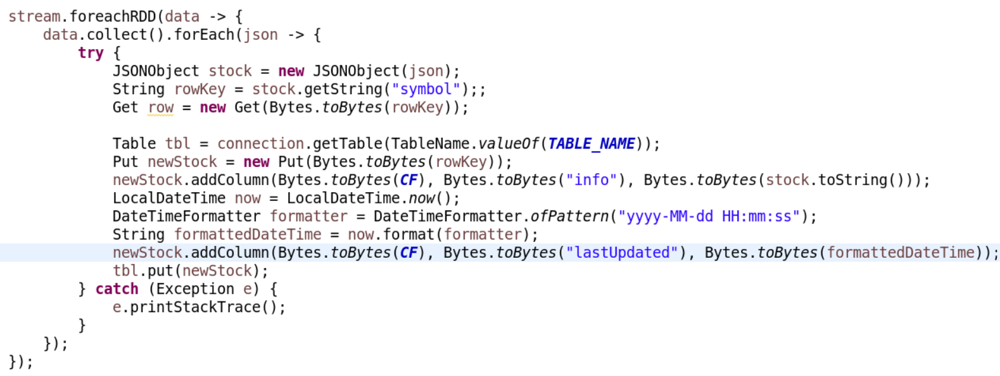 stream.foreachRDD(data -> {
    data.collect().forEach(json -> {
        try {
            JSONObject stock = new JSONObject(json);
            String rowKey = stock.getString("symbol");;
            Get row = new Get(Bytes.toBytes(rowKey));

            Table tbl = connection.getTable(TableName.valueOf(TABLE_NAME));
            Put newStock = new Put(Bytes.toBytes(rowKey));
            newStock.addColumn(Bytes.toBytes(CF), Bytes.toBytes("info"), Bytes.toBytes(stock.toString()));
            LocalDateTime now = LocalDateTime.now();
            DateTimeFormatter formatter = DateTimeFormatter.ofPattern("yyyy-MM-dd HH:mm:ss");
            String formattedDateTime = now.format(formatter);
            newStock.addColumn(Bytes.toBytes(CF), Bytes.toBytes("lastUpdated"), Bytes.toBytes(formattedDateTime));
            tbl.put(newStock);
        } catch (Exception e) {
            e.printStackTrace();
        }
    });
});